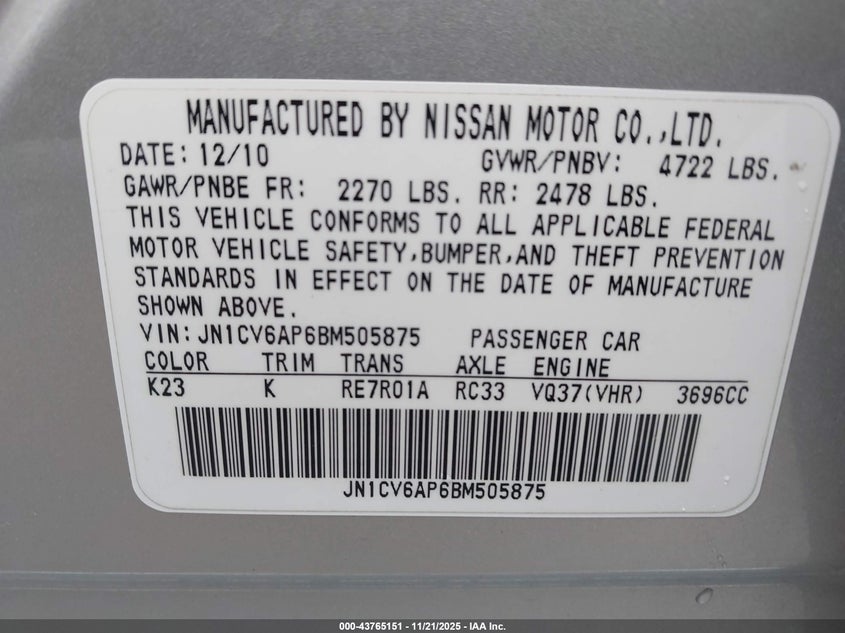 MANUFACTURED BY NISSAN MOTOR CO.,LTD.
DATE: 12/10 GVWR/PNBV: 4722 LBS.
GAWR/PNBE FR: 2270 LBS. RR: 2478 LBS.
THIS VEHICLE CONFORMS TO ALL APPLICABLE FEDERAL
MOTOR VEHICLE SAFETY,BUMPER,AND THEFT PREVENTION
STANDARDS IN EFFECT ON THE DATE OF MANUFACTURE
SHOWN ABOVE.
VIN: JN1CV6AP6BM505875 PASSENGER CAR
COLOR TRIM TRANS AXLE ENGINE
K23 K RE7R01A RC33 VQ37(VHR) 3696CC
JN1CV6AP6BM505875
000-43765151 - 11/21/2025 - IAA Inc.